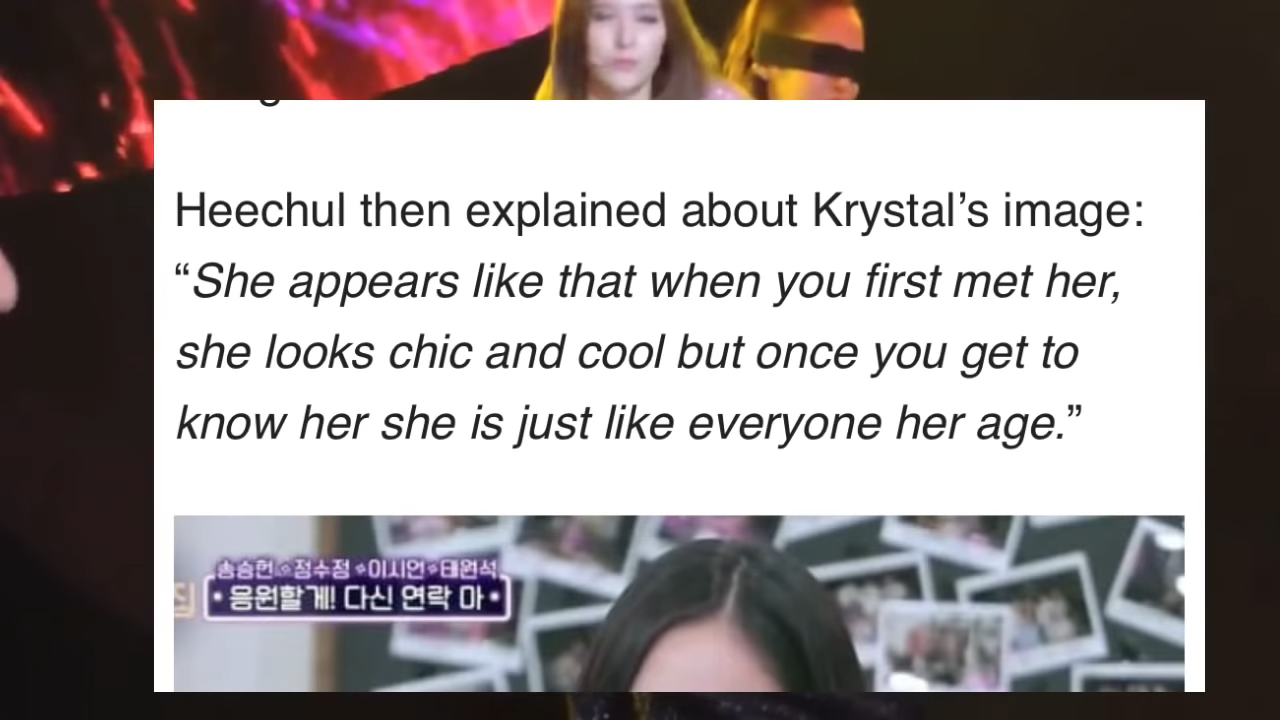 Heechul then explained about Krystal’s image:
“She appears like that when you first met her,
she looks chic and cool but once you get to
know her she is just like everyone her age.”
송승헌 정수정 이시언 태원석
집 • 응원할게! 다신 연락 마 •